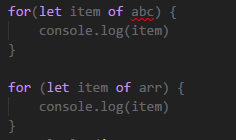 for(let item of abc) {
    console.log(item)
}
for (let item of arr) {
    console.log(item)
}